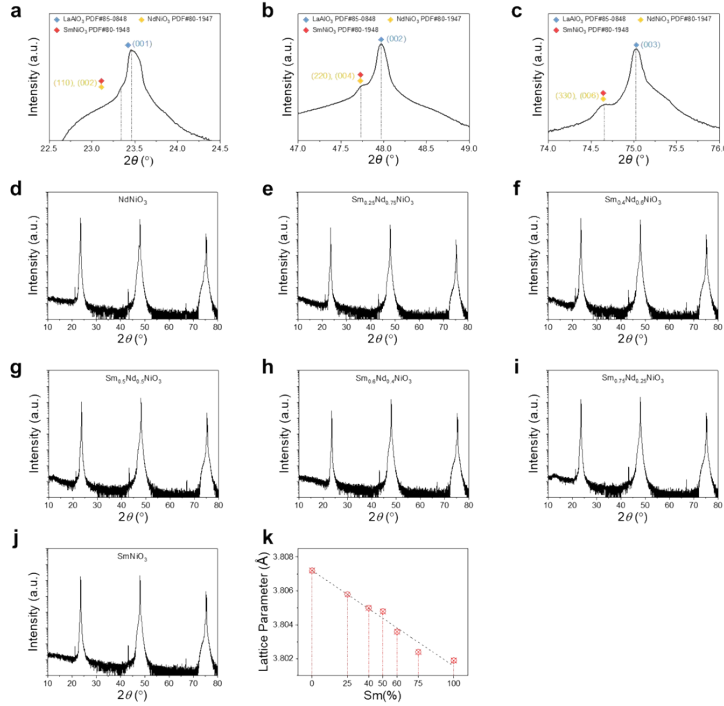 a
LaAlO₃ PDF#85-0848 NdNiO₃ PDF#80-1947
SmNiO₃ PDF#80-1948
(001)
(110), (002)
Intensity (a.u.)
22.5 23.0 23.5 24.0 24.5
2θ (°)
b
LaAlO₃ PDF#85-0848 NdNiO₃ PDF#80-1947
SmNiO₃ PDF#80-1948
(002)
(220), (004)
Intensity (a.u.)
47.0 47.5 48.0 48.5 49.0
2θ (°)
c
LaAlO₃ PDF#85-0848 NdNiO₃ PDF#80-1947
SmNiO₃ PDF#80-1948
(003)
(330), (006)
Intensity (a.u.)
74.0 74.5 75.0 75.5 76.0
2θ (°)
d
NdNiO₃
Intensity (a.u.)
10 20 30 40 50 60 70 80
2θ (°)
e
Sm₀.₂₅Nd₀.₇₅NiO₃
Intensity (a.u.)
10 20 30 40 50 60 70 80
2θ (°)
f
Sm₀.₄Nd₀.₆NiO₃
Intensity (a.u.)
10 20 30 40 50 60 70 80
2θ (°)
g
Sm₀.₅Nd₀.₅NiO₃
Intensity (a.u.)
10 20 30 40 50 60 70 80
2θ (°)
h
Sm₀.₆Nd₀.₄NiO₃
Intensity (a.u.)
10 20 30 40 50 60 70 80
2θ (°)
i
Sm₀.₇₅Nd₀.₂₅NiO₃
Intensity (a.u.)
10 20 30 40 50 60 70 80
2θ (°)
j
SmNiO₃
Intensity (a.u.)
10 20 30 40 50 60 70 80
2θ (°)
k
Lattice Parameter (Å)
3.808
3.806
3.804
3.802
0 25 40 50 60 75 100
Sm(%)